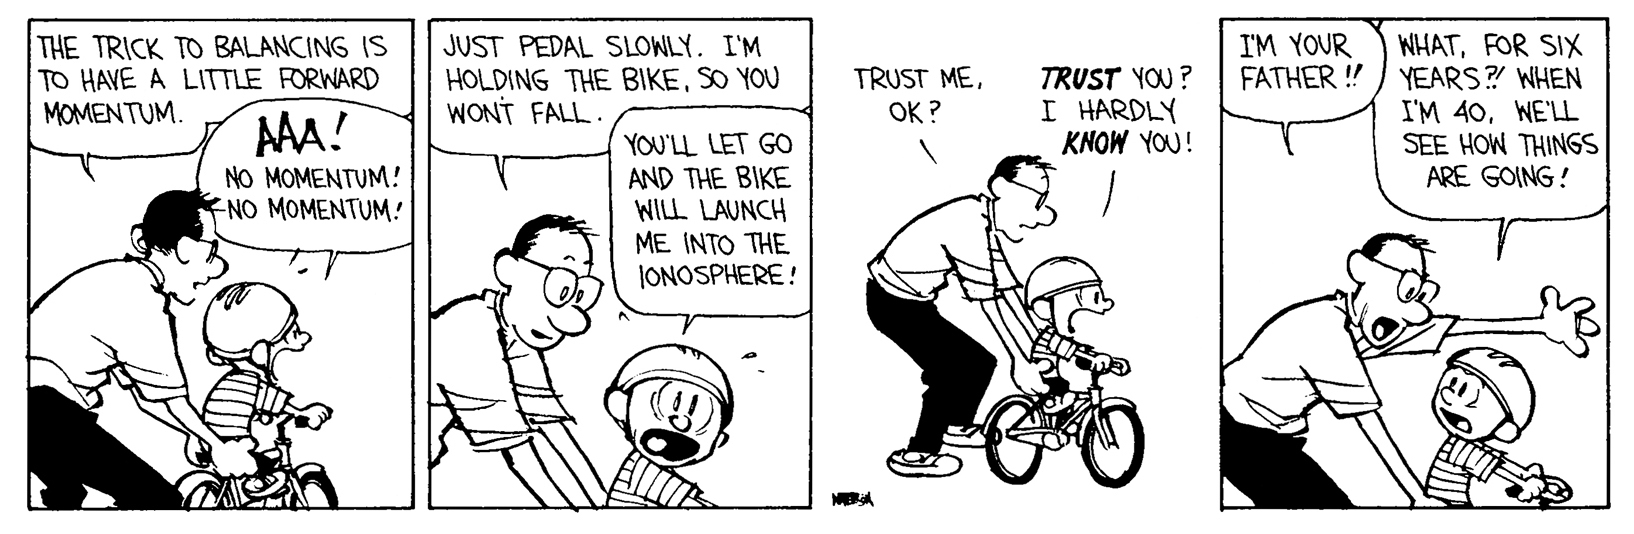 THE TRICK TO BALANCING IS
TO HAVE A LITTLE FORWARD
MOMENTUM.
AAA!
NO MOMENTUM!
NO MOMENTUM!
JUST PEDAL SLOWLY. I'M
HOLDING THE BIKE, SO YOU
WON'T FALL.
YOU'LL LET GO
AND THE BIKE
WILL LAUNCH
ME INTO THE
IONOSPHERE!
TRUST ME,
OK?
TRUST YOU?
I HARDLY
KNOW YOU!
I'M YOUR
FATHER!!
WHAT, FOR SIX
YEARS?! WHEN
I'M 40, WE'LL
SEE HOW THINGS
ARE GOING!